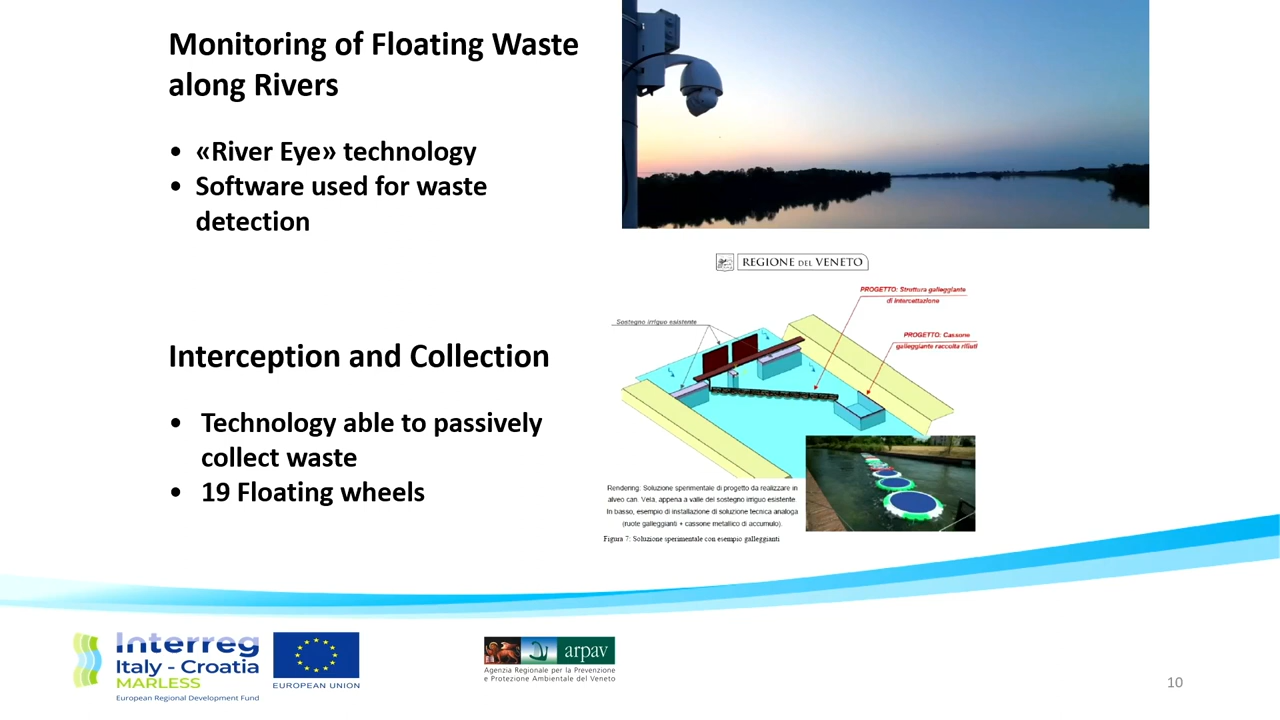 Monitoring of Floating Waste
along Rivers
• «River Eye» technology
• Software used for waste
detection
REGIONE DEL VENETO
PROGETTO: Struttura galleggiante
di intercettazione
Sostegno irriguo esistente
PROGETTO: Cassone
galleggiante raccolta rifiuti
Interception and Collection
• Technology able to passively
collect waste
• 19 Floating wheels
Rendering: Soluzione sperimentale di progetto da realizzare in
alveo can. Vela, appena a valle del sostegno irriguo esistente.
In basso, esempio di installazione di soluzione tecnica analoga
(ruote galleggianti + cassone metallico di accumulo).
Figura 7: Soluzione sperimentale con esempio galleggianti
Interreg
Italy - Croatia
MARLESS
European Regional Development Fund
EUROPEAN UNION
arpav
Agenzia Regionale per la Prevenzione
e Protezione Ambientale del Veneto
10